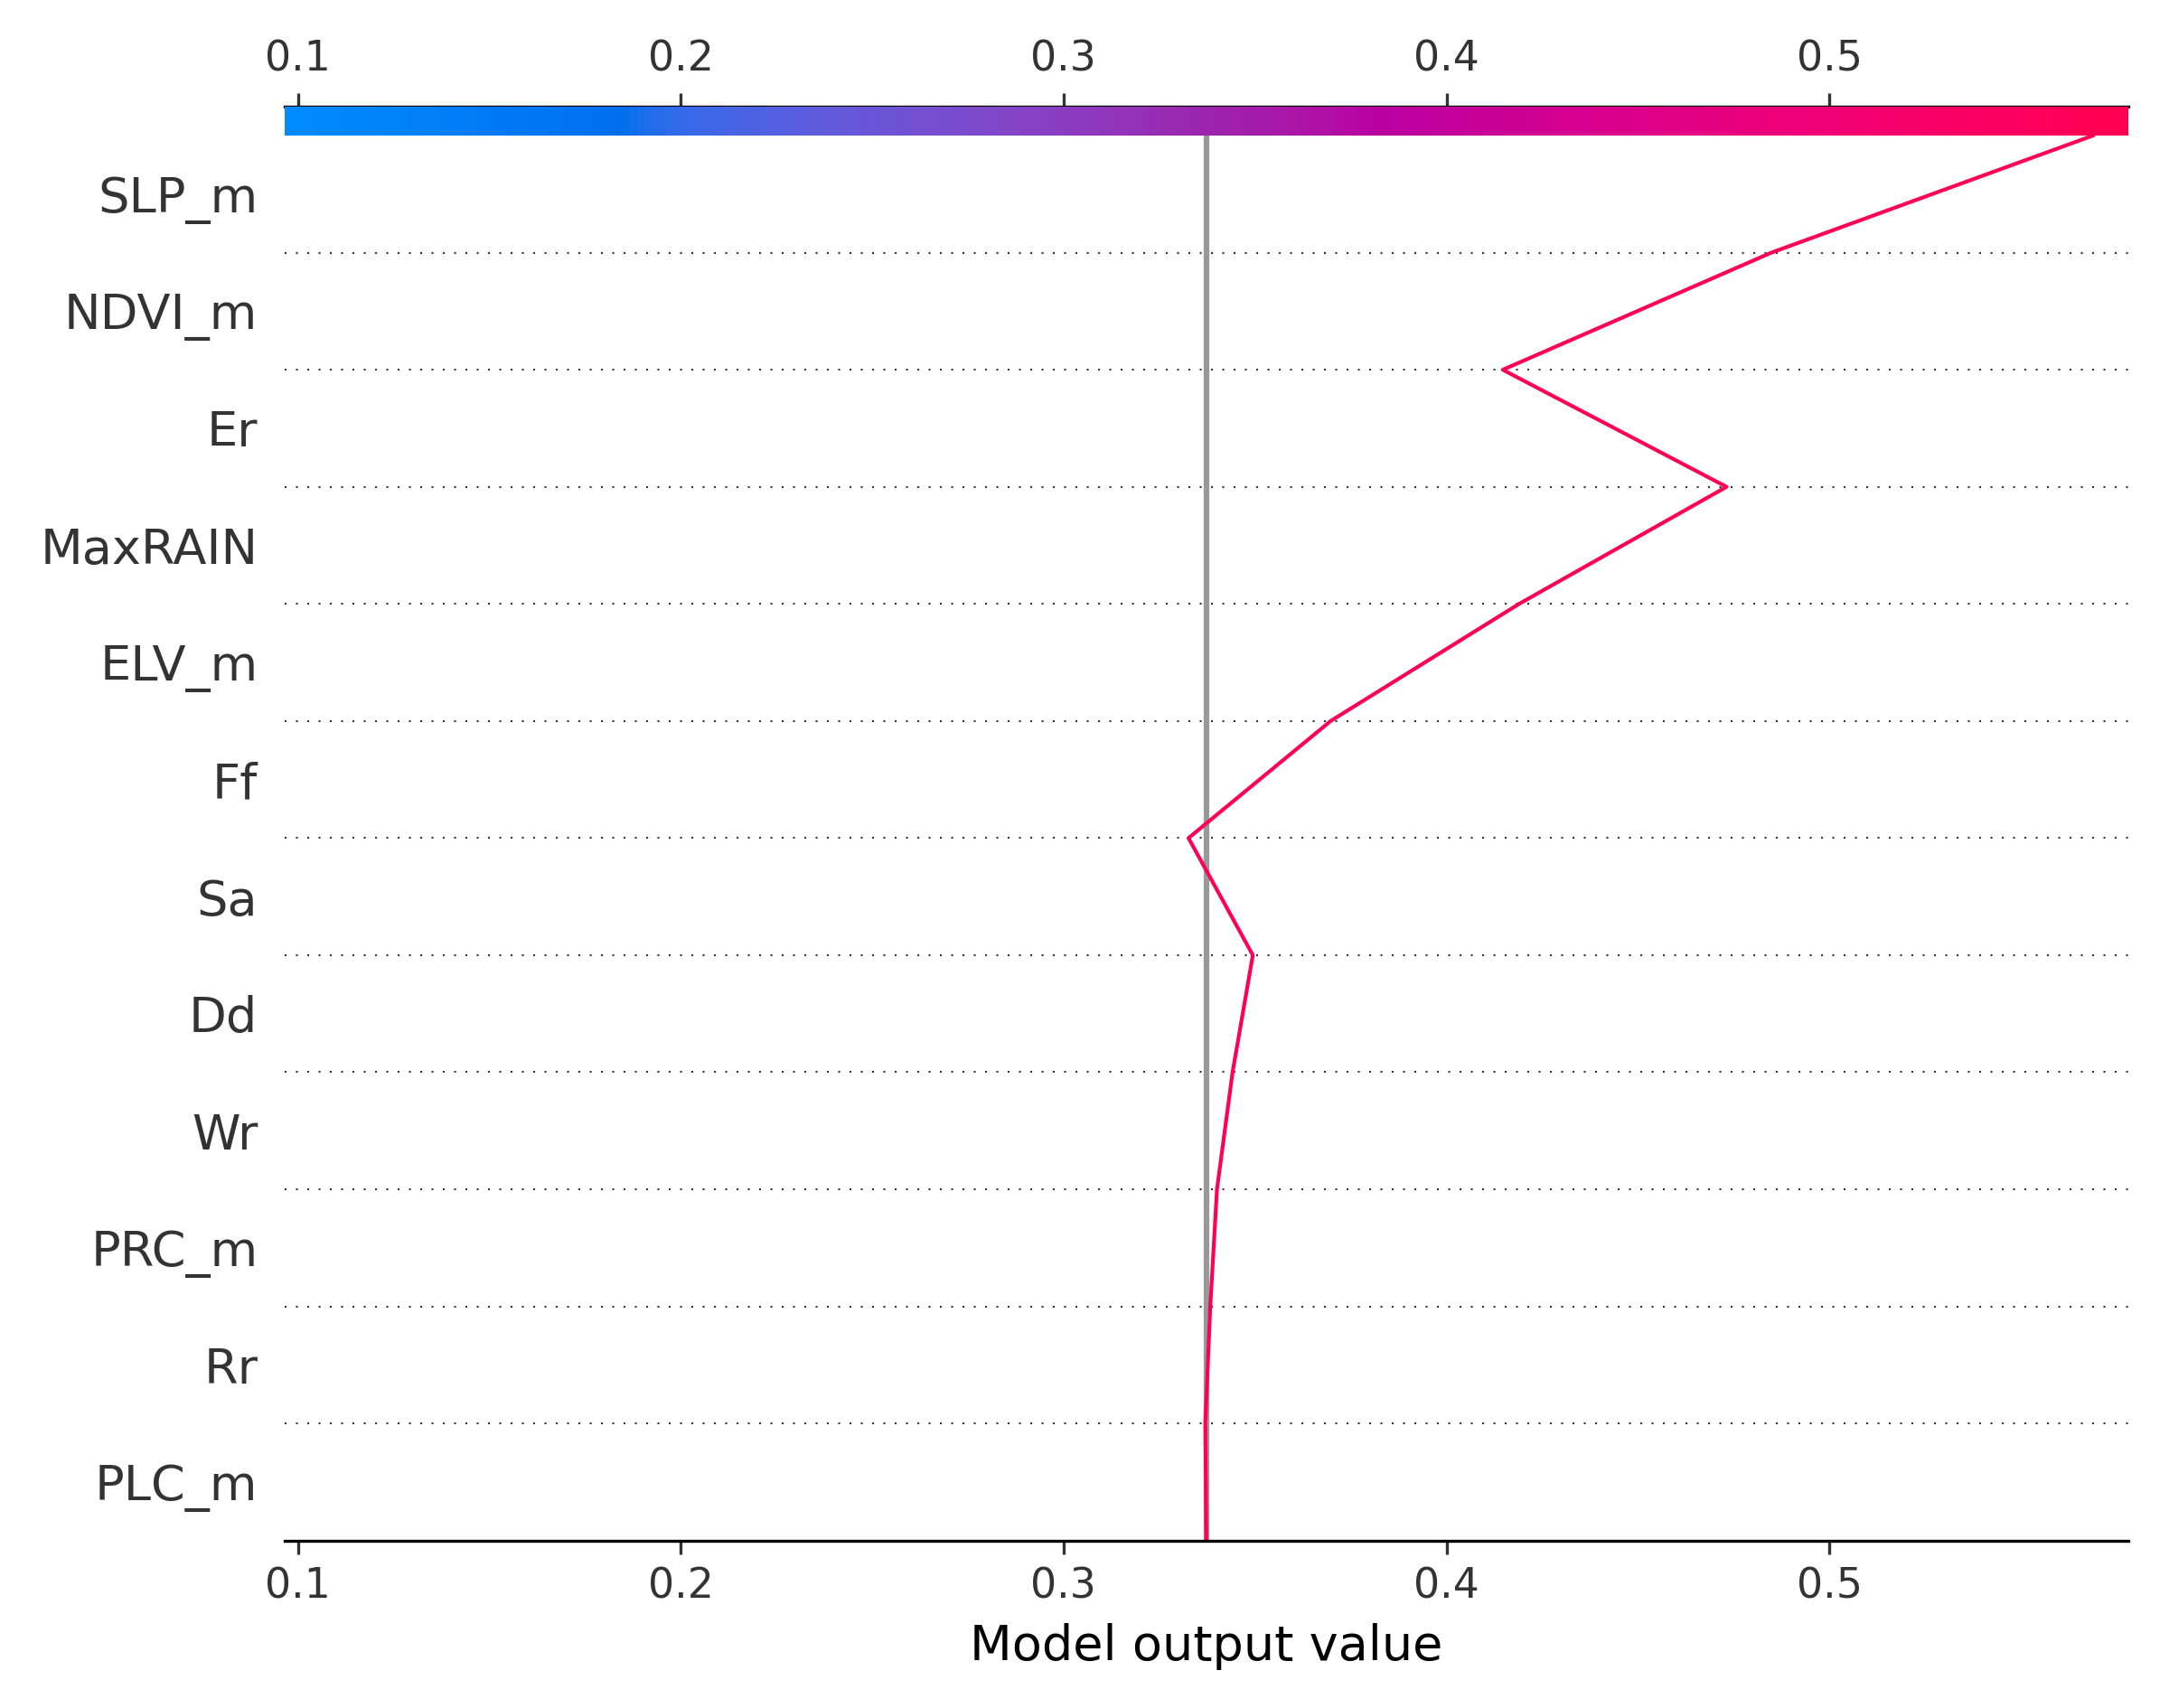 0.1 0.2 0.3 0.4 0.5
SLP_m
NDVI_m
Er
MaxRAIN
ELV_m
Ff
Sa
Dd
Wr
PRC_m
Rr
PLC_m
0.1 0.2 0.3 0.4 0.5
Model output value